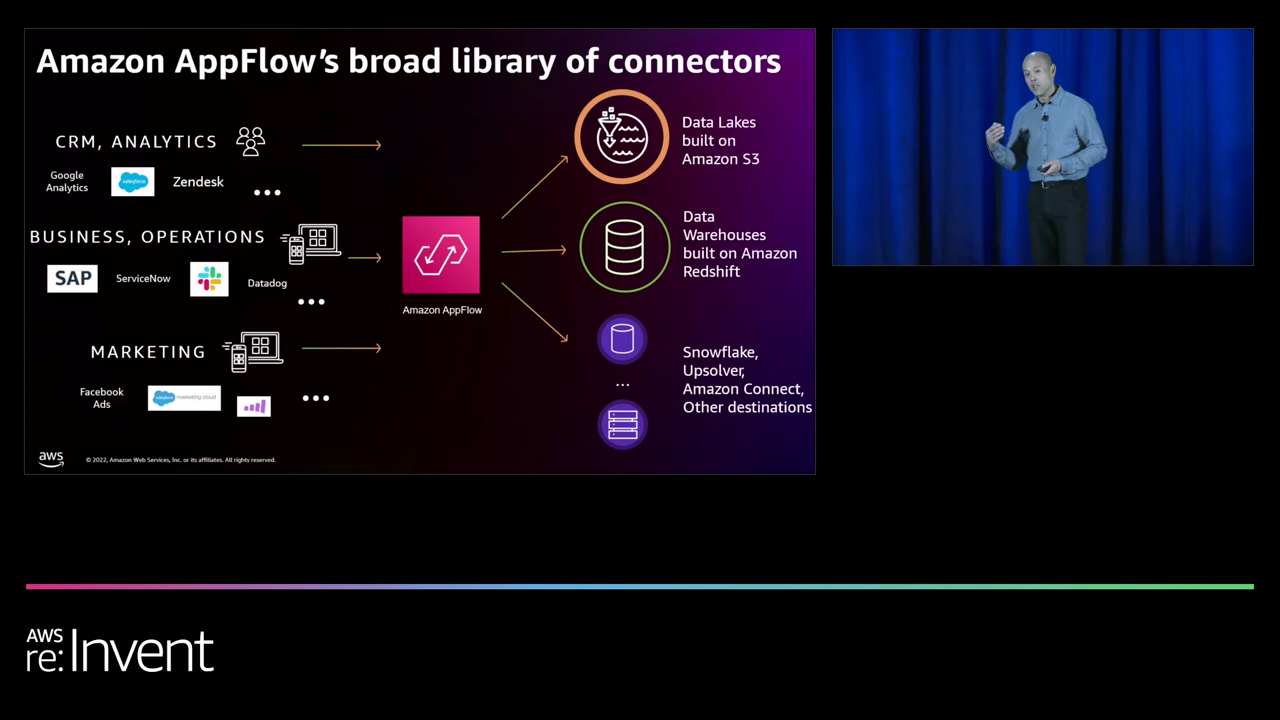 Amazon AppFlow's broad library of connectors
CRM, ANALYTICS
Google
Analytics
salesforce
Zendesk
BUSINESS, OPERATIONS
SAP
ServiceNow
Datadog
MARKETING
Facebook
Ads
salesforce marketing cloud
Amazon AppFlow
Data Lakes
built on
Amazon S3
Data
Warehouses
built on Amazon
Redshift
Snowflake,
Upsolver,
Amazon Connect,
Other destinations
aws
© 2022, Amazon Web Services, Inc. or its affiliates. All rights reserved.
AWS
re:Invent